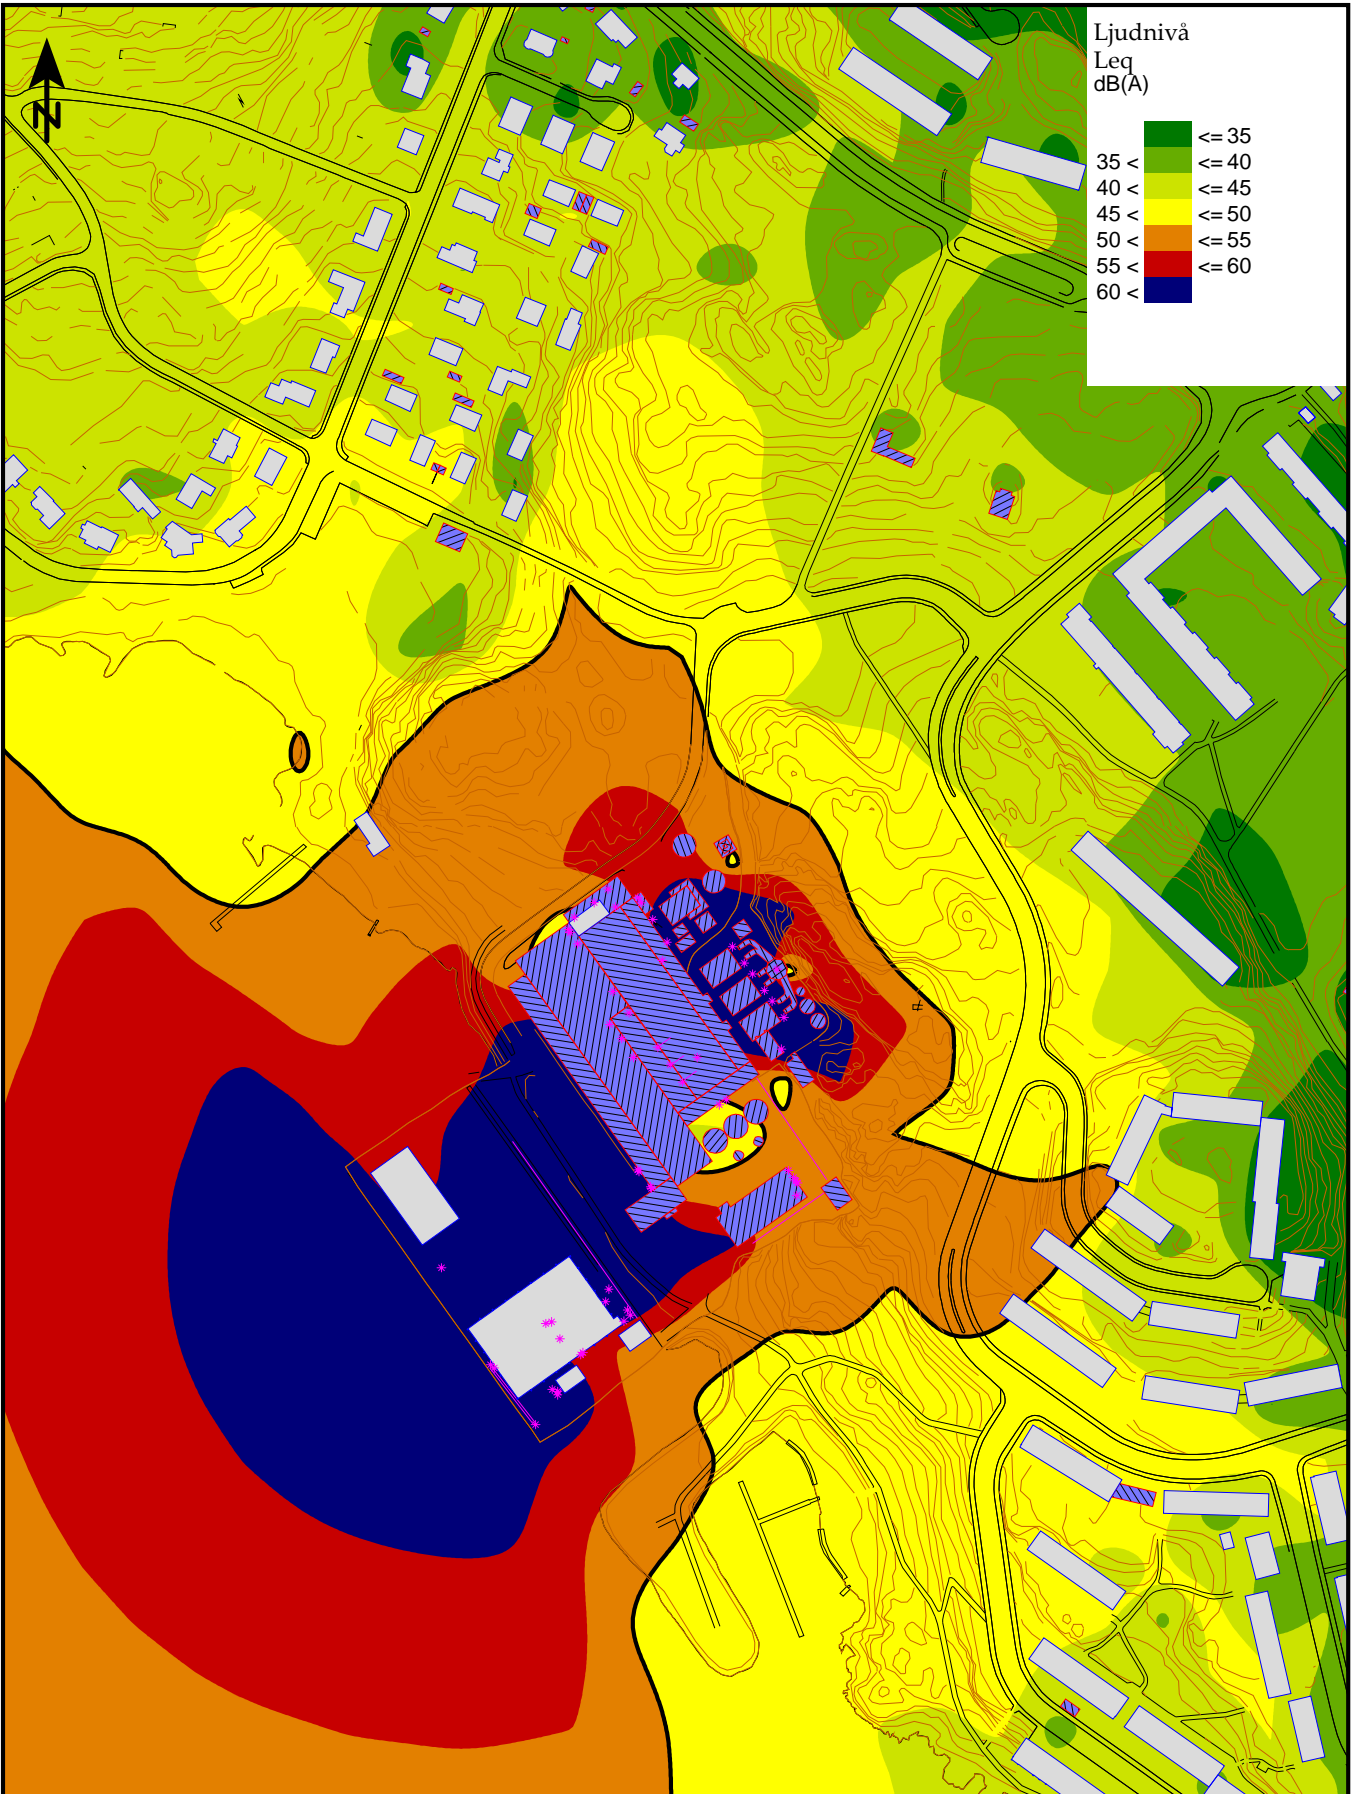 Ljudnivå
Leq
dB(A)
<= 35
35 < <= 40
40 < <= 45
45 < <= 50
50 < <= 55
55 < <= 60
60 <
N